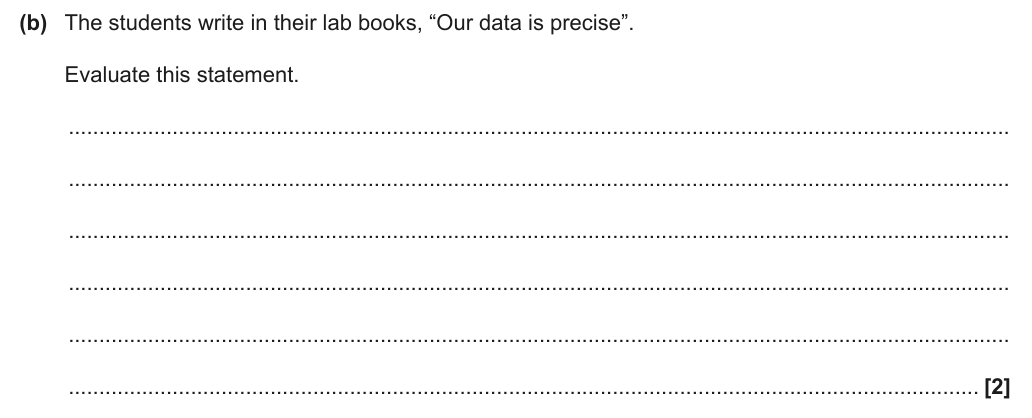 (b) The students write in their lab books, “Our data is precise”.
Evaluate this statement.
[2]